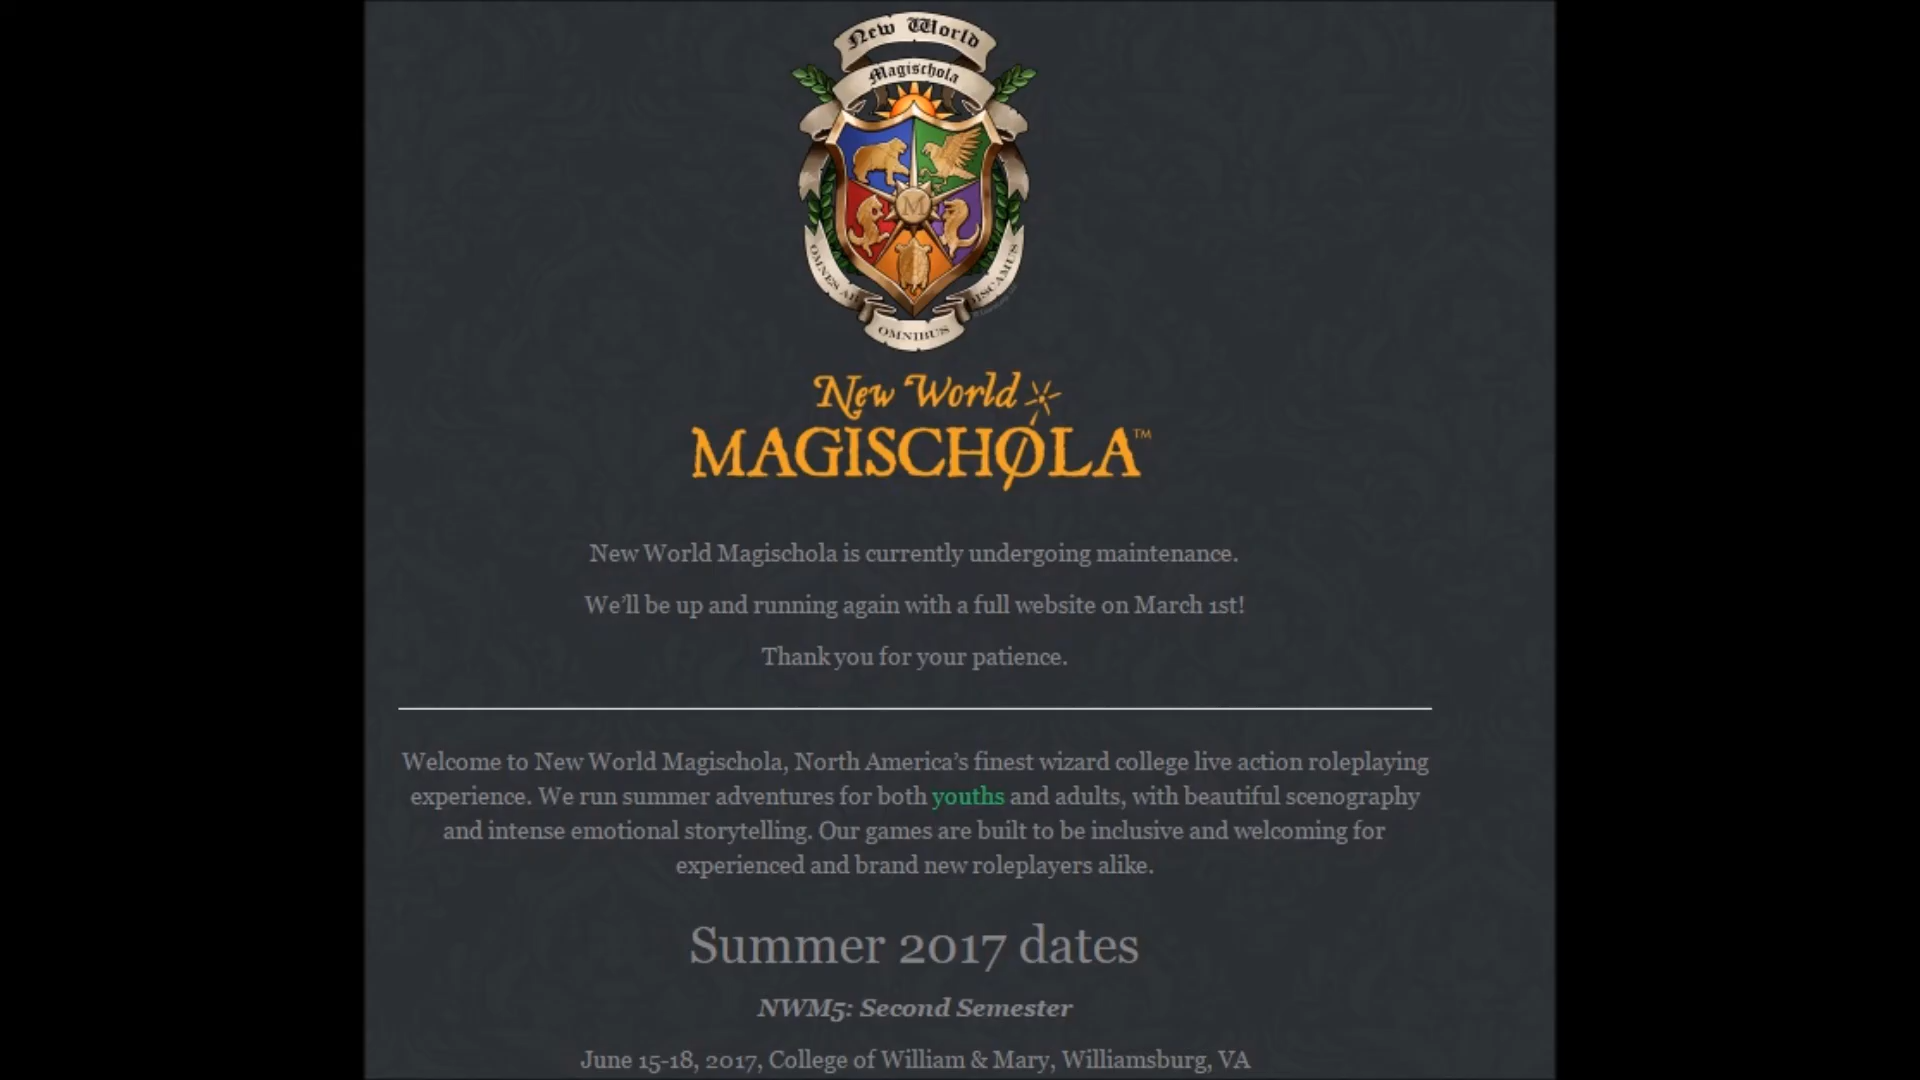 New World
Magischola
M
OMNES AB
OMNIBUS
DISCAMUS
New World
MAGISCHOLA™
New World Magischola is currently undergoing maintenance.
We'll be up and running again with a full website on March 1st!
Thank you for your patience.
Welcome to New World Magischola, North America's finest wizard college live action roleplaying
experience. We run summer adventures for both youths and adults, with beautiful scenography
and intense emotional storytelling. Our games are built to be inclusive and welcoming for
experienced and brand new roleplayers alike.
Summer 2017 dates
NWM5: Second Semester
June 15-18, 2017, College of William & Mary, Williamsburg, VA